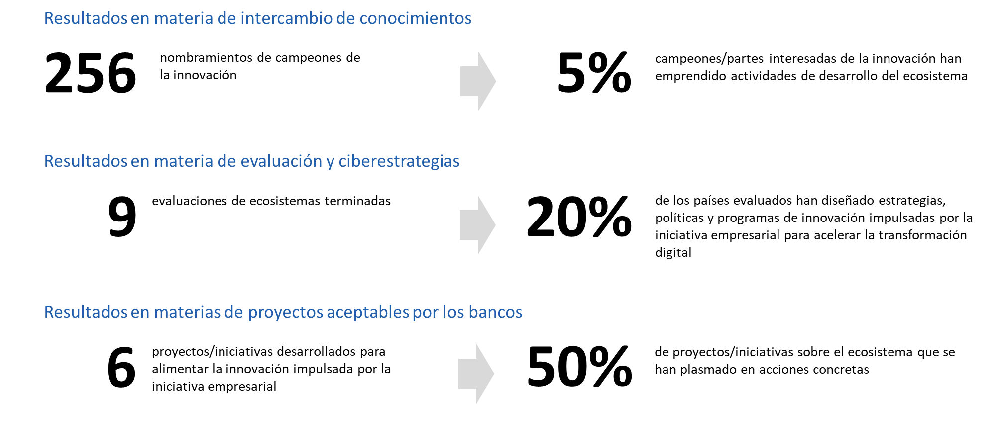 Resultados en materia de intercambio de conocimientos
256
nombramientos de campeones de
la innovación
5%
campeones/partes interesadas de la innovación han
emprendido actividades de desarrollo del ecosistema
Resultados en materia de evaluación y ciberestrategias
9
evaluaciones de ecosistemas terminadas
20%
de los países evaluados han diseñado estrategias,
políticas y programas de innovación impulsadas por la
iniciativa empresarial para acelerar la transformación
digital
Resultados en materias de proyectos aceptables por los bancos
6
proyectos/iniciativas desarrollados para
alimentar la innovación impulsada por la
iniciativa empresarial
50%
de proyectos/iniciativas sobre el ecosistema que se
han plasmado en acciones concretas